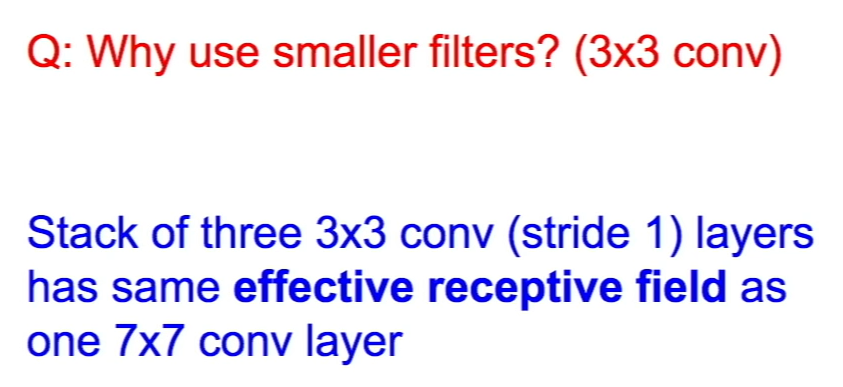 Q: Why use smaller filters? (3x3 conv)
Stack of three 3x3 conv (stride 1) layers
has same effective receptive field as
one 7x7 conv layer